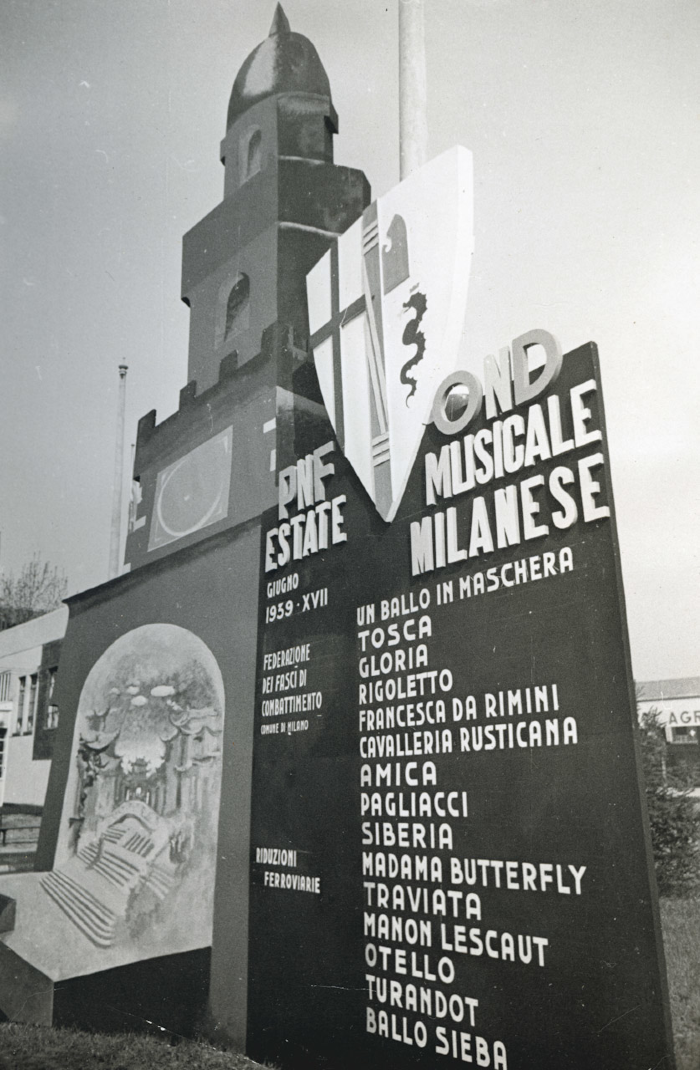 PNF OND
ESTATE MUSICALE
MILANESE
GIUGNO
1939 · XVII
FEDERAZIONE
DEI FASCI DI
COMBATTIMENTO
COMUNE DI MILANO
RIDUZIONI
FERROVIARIE
UN BALLO IN MASCHERA
TOSCA
GLORIA
RIGOLETTO
FRANCESCA DA RIMINI
CAVALLERIA RUSTICANA
AMICA
PAGLIACCI
SIBERIA
MADAMA BUTTERFLY
TRAVIATA
MANON LESCAUT
OTELLO
TURANDOT
BALLO SIEBA